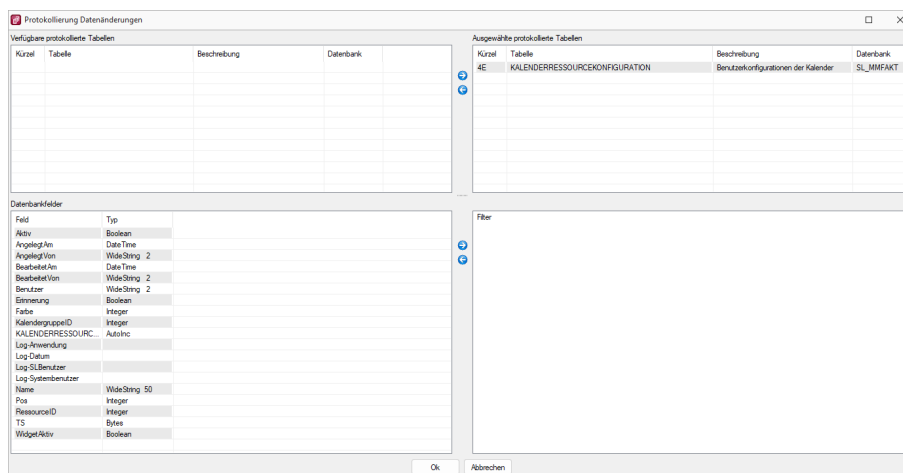 Protokollierung Datenänderungen
Verfügbare protokollierte Tabellen
Kürzel Tabelle Beschreibung Datenbank
Ausgewählte protokollierte Tabellen
Kürzel Tabelle Beschreibung Datenbank
4E KALENDERRESSOURCEKONFIGURATION Benutzerkonfigurationen der Kalender SL_MMFAKT
Datenbankfelder
Feld Typ
Aktiv Boolean
AngelegtAm DateTime
AngelegtVon WideString 2
BearbeitetAm DateTime
BearbeitetVon WideString 2
Benutzer WideString 2
Erinnerung Boolean
Farbe Integer
KalendergruppeID Integer
KALENDERRESSOURC... AutoInc
Log-Anwendung
Log-Datum
Log-SLBenutzer
Log-Systembenutzer
Name WideString 50
Pos Integer
RessourceID Integer
TS Bytes
WidgetAktiv Boolean
Filter
Ok Abbrechen